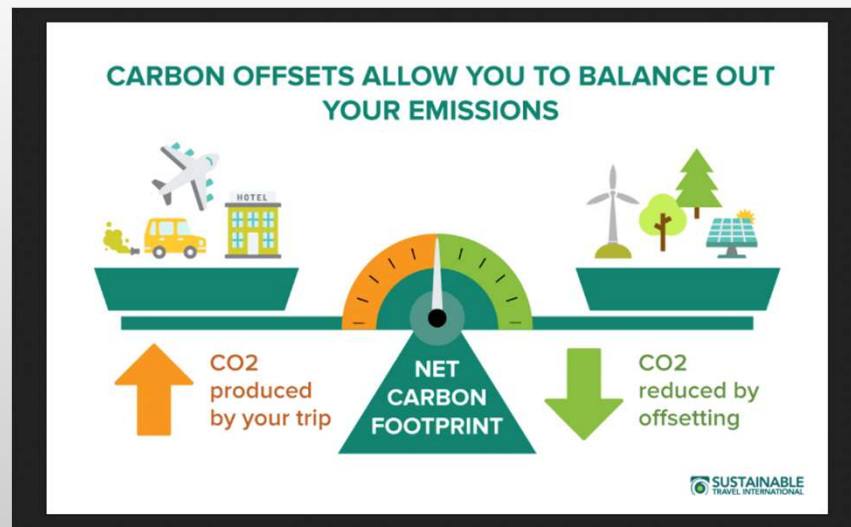 CARBON OFFSETS ALLOW YOU TO BALANCE OUT
YOUR EMISSIONS
HOTEL
CO2
produced
by your trip
NET
CARBON
FOOTPRINT
CO2
reduced by
offsetting
SUSTAINABLE
TRAVEL INTERNATIONAL